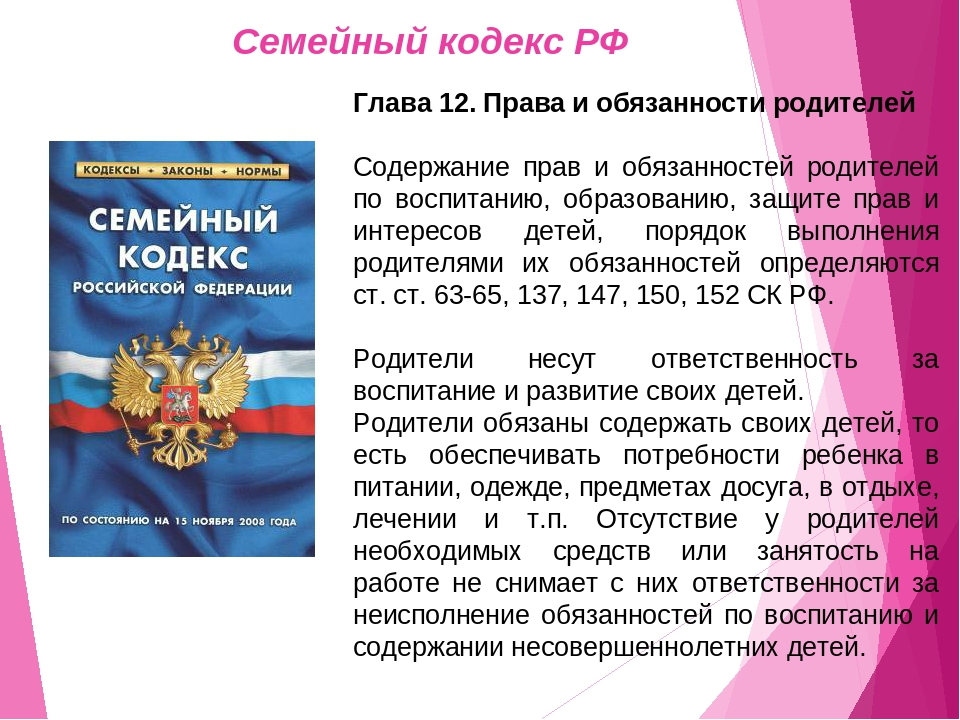 Семейный кодекс РФ
Глава 12. Права и обязанности родителей
Содержание прав и обязанностей родителей
по воспитанию, образованию, защите прав и
интересов детей, порядок выполнения
родителями их обязанностей определяются
ст. ст. 63-65, 137, 147, 150, 152 СК РФ.
Родители несут ответственность за
воспитание и развитие своих детей.
Родители обязаны содержать своих детей, то
есть обеспечивать потребности ребенка в
питании, одежде, предметах досуга, в отдыхе,
лечении и т.п. Отсутствие у родителей
необходимых средств или занятость на
работе не снимает с них ответственности за
неисполнение обязанностей по воспитанию и
содержании несовершеннолетних детей.
КОДЕКСЫ + ЗАКОНЫ + НОРМЫ
СЕМЕЙНЫЙ
КОДЕКС
РОССИЙСКОЙ ФЕДЕРАЦИИ
ПО СОСТОЯНИЮ НА 15 НОЯБРЯ 2008 ГОДА